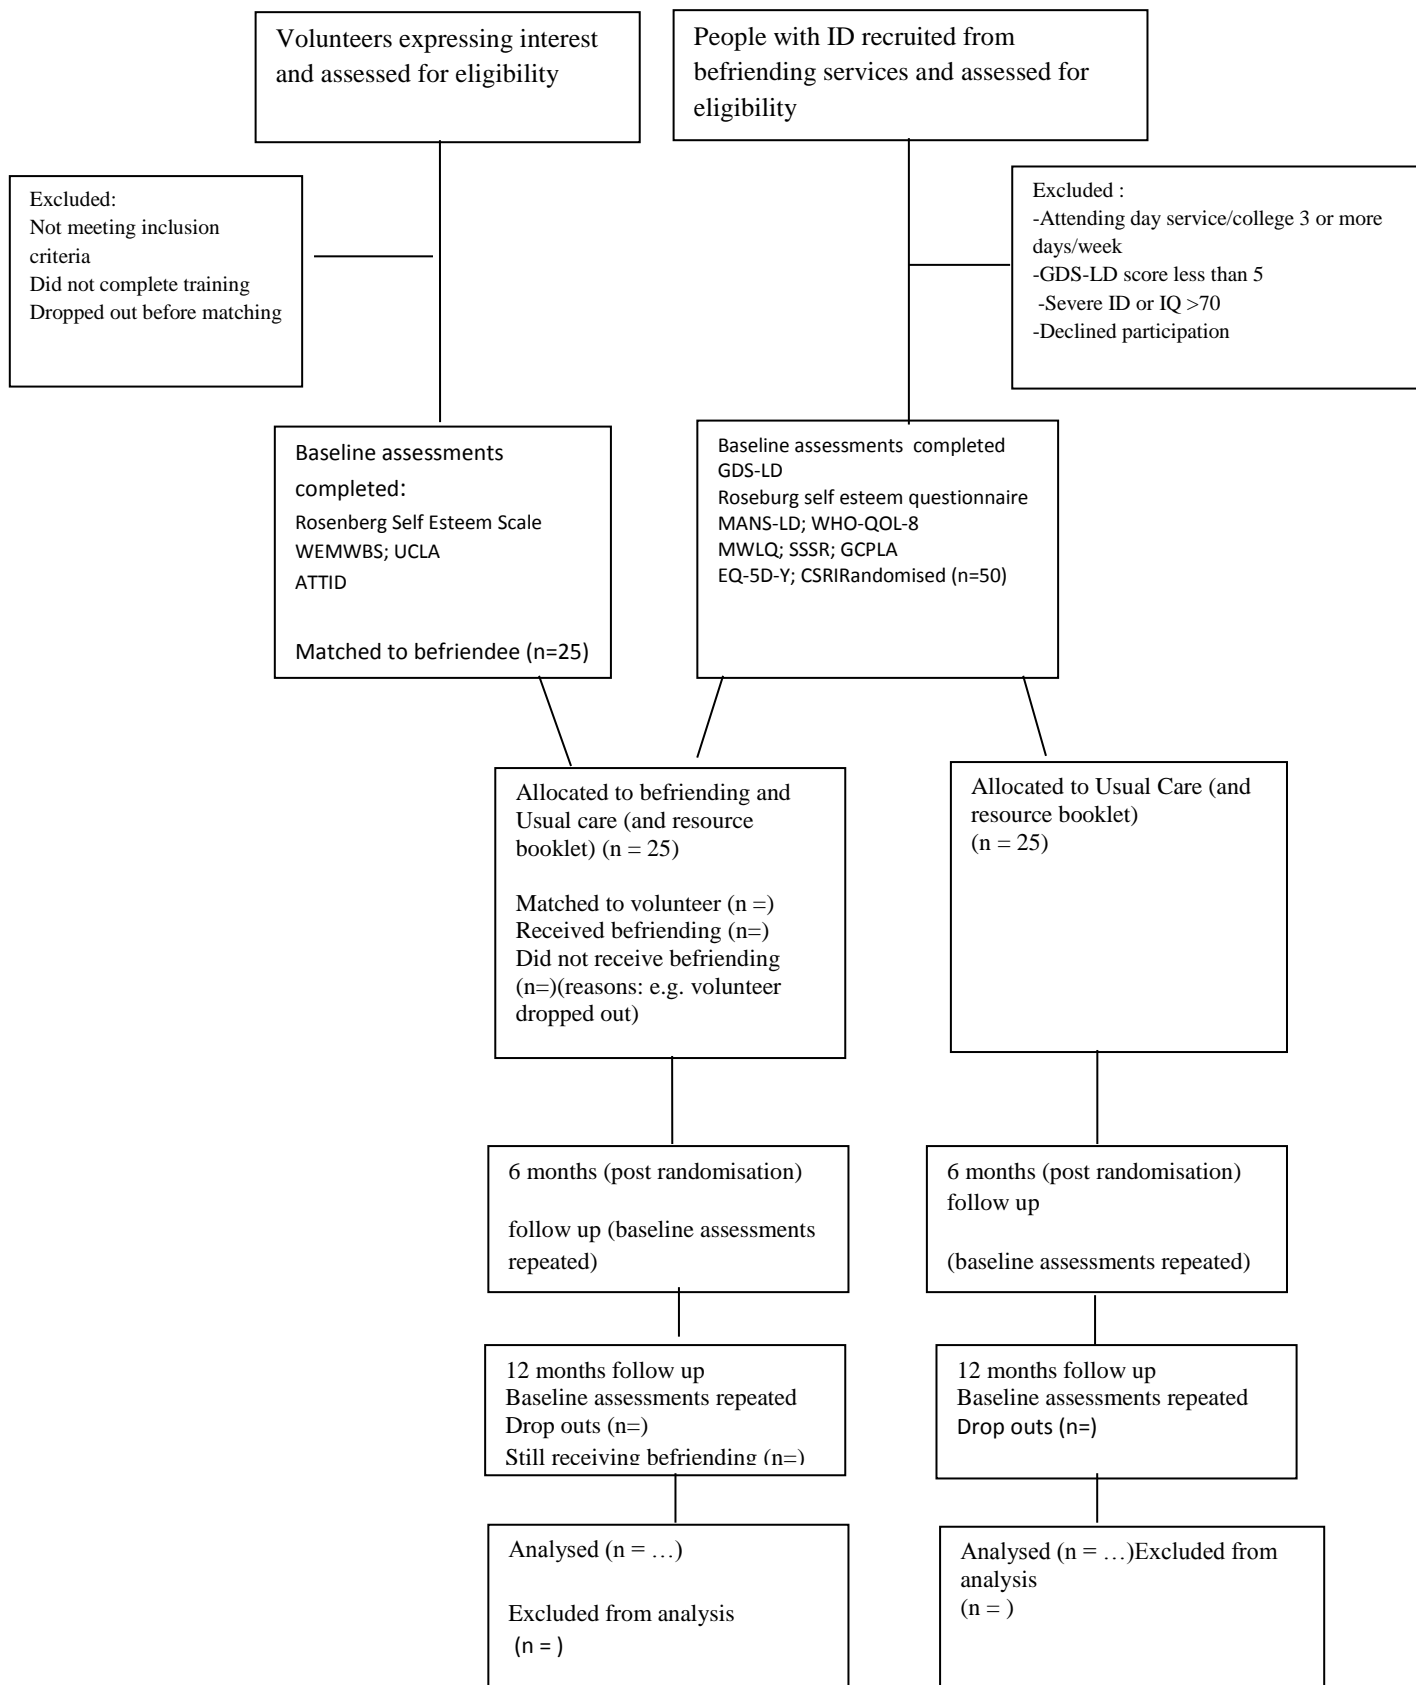 Volunteers expressing interest
and assessed for eligibility
People with ID recruited from
befriending services and assessed for
eligibility
Excluded:
Not meeting inclusion
criteria
Did not complete training
Dropped out before matching
Excluded :
-Attending day service/college 3 or more
days/week
-GDS-LD score less than 5
-Severe ID or IQ >70
-Declined participation
Baseline assessments
completed:
Rosenberg Self Esteem Scale
WEMWBS; UCLA
ATTID
Matched to befriendee (n=25)
Baseline assessments completed
GDS-LD
Roseburg self esteem questionnaire
MANS-LD; WHO-QOL-8
MWLQ; SSSR; GCPLA
EQ-5D-Y; CSRIRandomised (n=50)
Allocated to befriending and
Usual care (and resource
booklet) (n = 25)
Matched to volunteer (n =)
Received befriending (n=)
Did not receive befriending
(n=)(reasons: e.g. volunteer
dropped out)
Allocated to Usual Care (and
resource booklet)
(n = 25)
6 months (post randomisation)
follow up (baseline assessments
repeated)
6 months (post randomisation)
follow up
(baseline assessments repeated)
12 months follow up
Baseline assessments repeated
Drop outs (n=)
Still receiving befriending (n=)
12 months follow up
Baseline assessments repeated
Drop outs (n=)
Analysed (n = …)
Excluded from analysis
(n = )
Analysed (n = …)Excluded from
analysis
(n = )